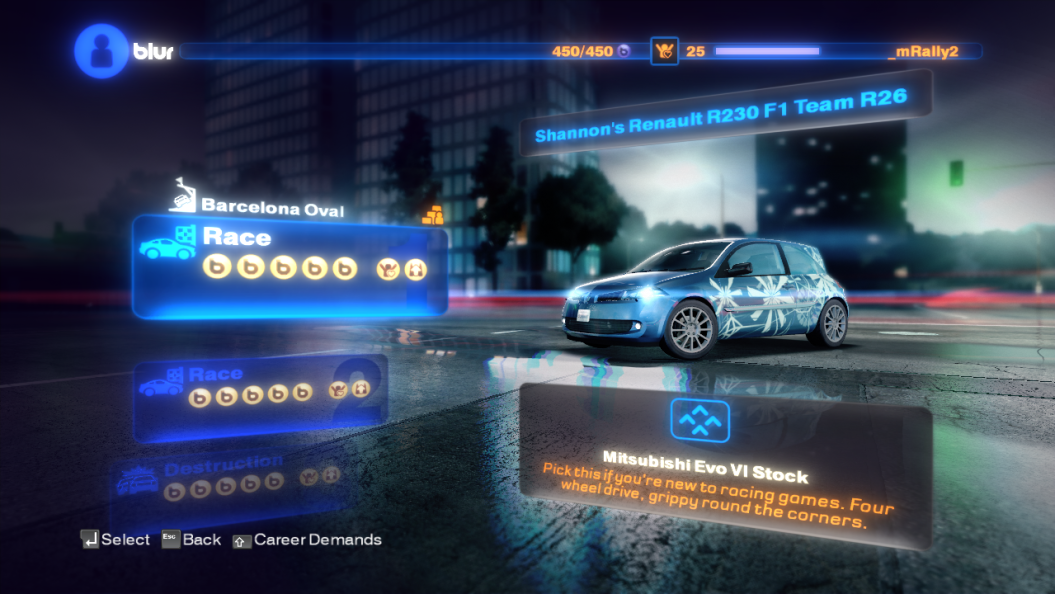 blur
450/450
25
_mRally2
Shannon's Renault R230 F1 Team R26
Barcelona Oval
Race
Race
2
Destruction
Mitsubishi Evo VI Stock
Pick this if you're new to racing games. Four
wheel drive, grippy round the corners.
Select Esc Back Career Demands